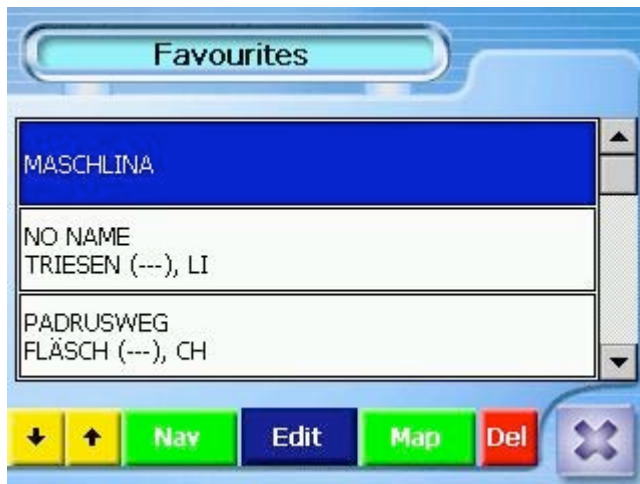 Favourites
MASCHLINA
NO NAME
TRIESEN (---), LI
PADRUSWEG
FLÄSCH (---), CH
Nav Edit Map Del